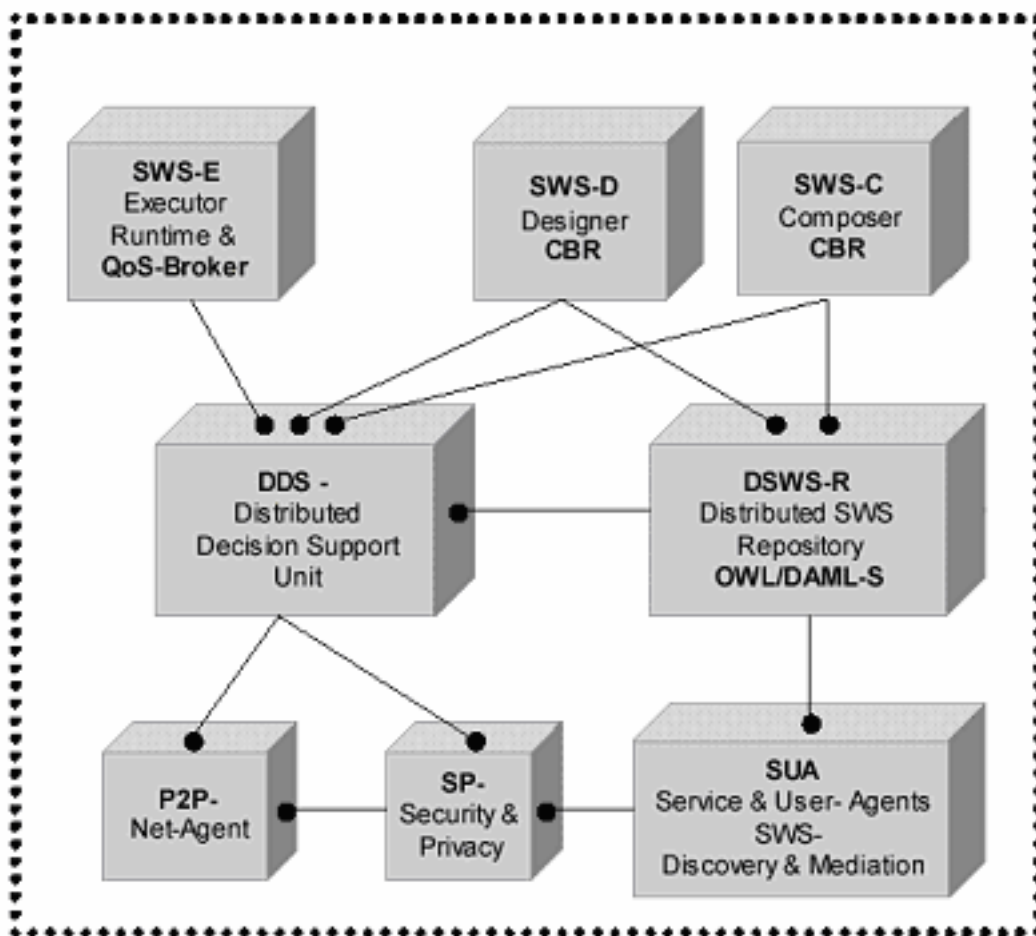 SWS-E
Executor
Runtime &
QoS-Broker
SWS-D
Designer
CBR
SWS-C
Composer
CBR
DDS -
Distributed
Decision Support
Unit
DSWS-R
Distributed SWS
Repository
OWL/DAML-S
P2P-
Net-Agent
SP-
Security &
Privacy
SUA
Service & User- Agents
SWS-
Discovery & Mediation